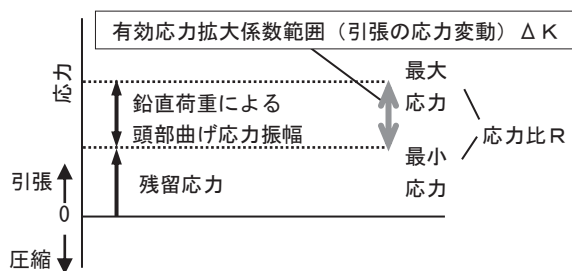 有効応力拡大係数範囲（引張の応力変動）ΔＫ
応力
鉛直荷重による
頭部曲げ応力振幅
最大
応力
応力比Ｒ
最小
応力
残留応力
引張
0
圧縮